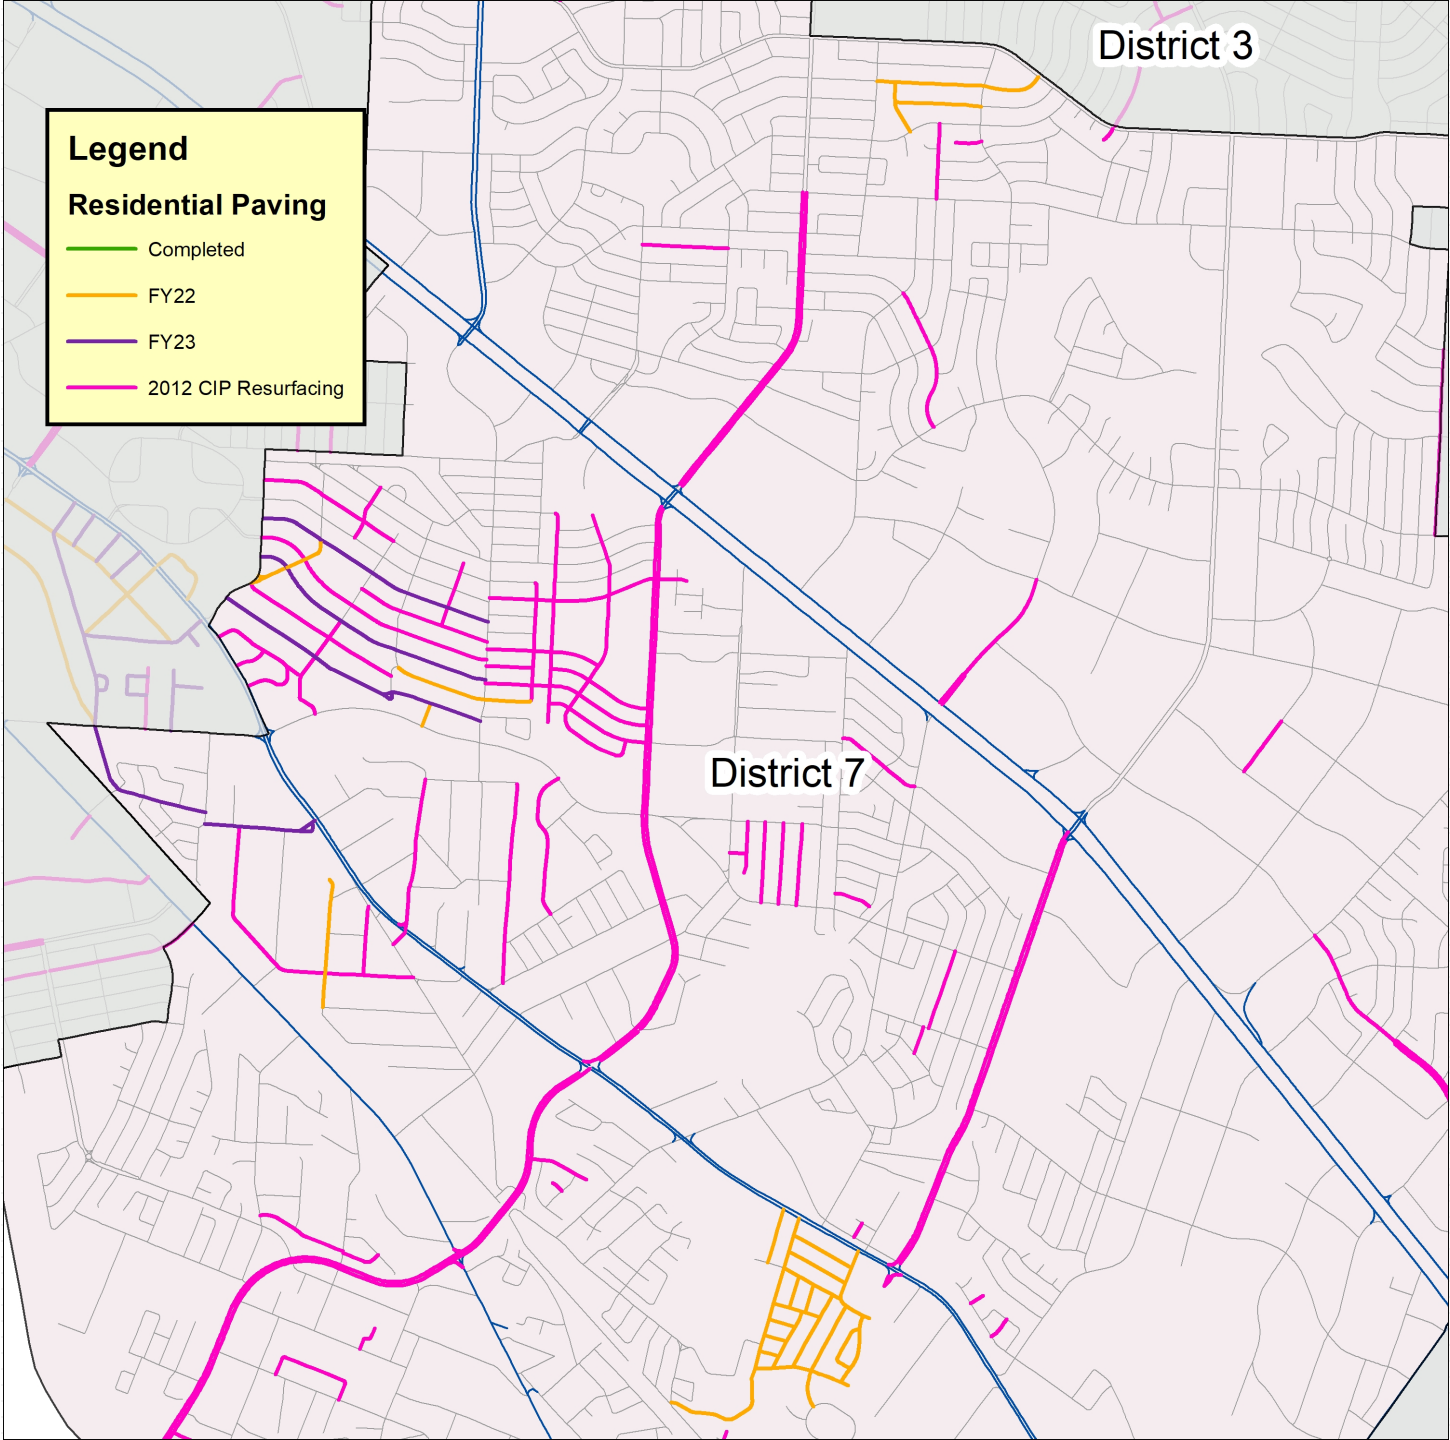 District 3
Legend
Residential Paving
Completed
FY22
FY23
2012 CIP Resurfacing
District 7